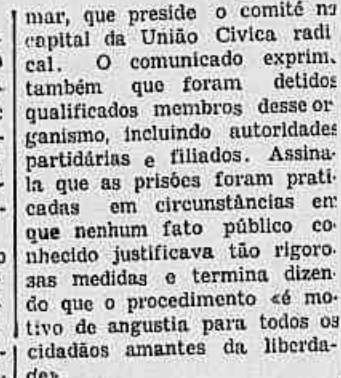 mar, que preside o comité na
capital da União Civica radi
cal. O comunicado exprim.
também que foram detidos
qualificados membros desse or
ganismo, incluindo autoridades
partidárias e filiados. Assina-
la que as prisões foram prati-
cadas em circunstâncias em
que nenhum fato público co-
nhecido justificava tão rigoro-
sas medidas e termina dizen-
do que o procedimento «é mo-
tivo de angustia para todos os
cidadãos amantes da liberda-
de».